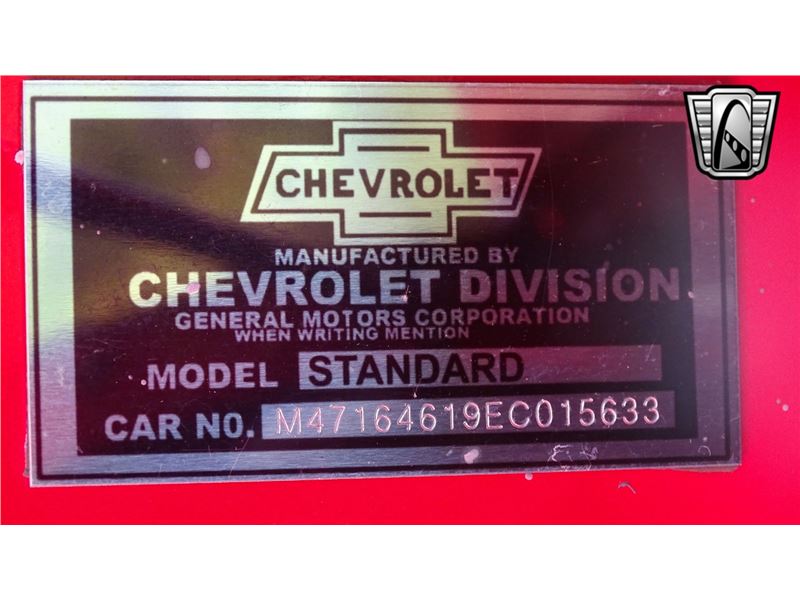 CHEVROLET
MANUFACTURED BY
CHEVROLET DIVISION
GENERAL MOTORS CORPORATION
WHEN WRITING MENTION
MODEL STANDARD
CAR NO. M47164619EC015633